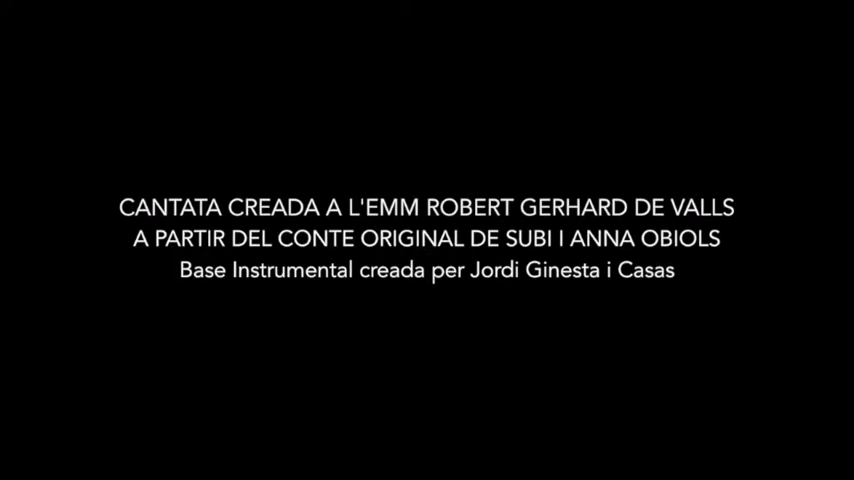 CANTATA CREADA A L'EMM ROBERT GERHARD DE VALLS
A PARTIR DEL CONTE ORIGINAL DE SUBI I ANNA OBIOLS
Base Instrumental creada per Jordi Ginesta i Casas